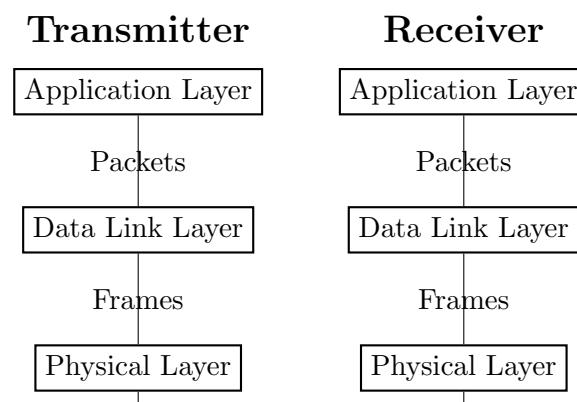 Transmitter
Application Layer
Packets
Data Link Layer
Frames
Physical Layer
Receiver
Application Layer
Packets
Data Link Layer
Frames
Physical Layer